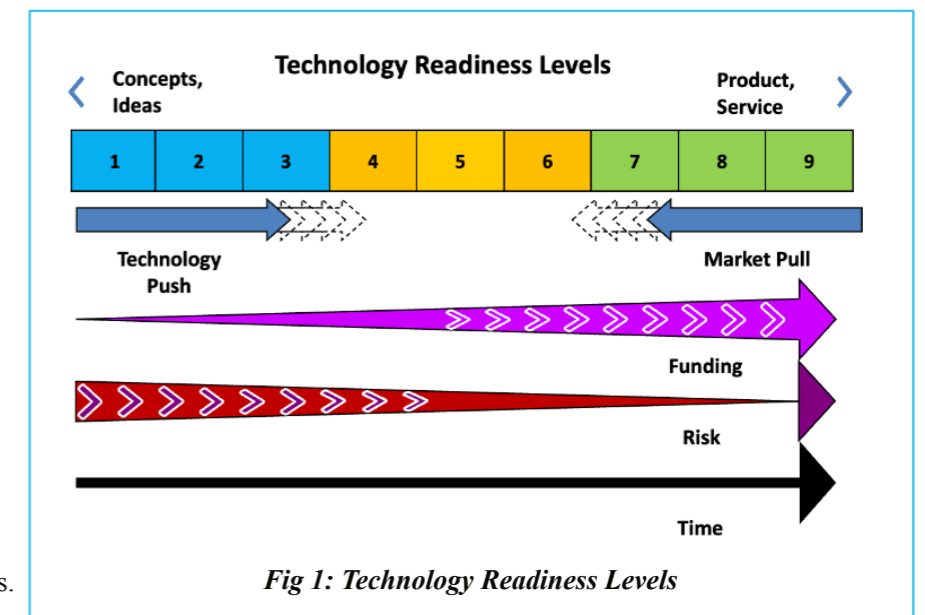 Technology Readiness Levels
Concepts,
Ideas
Product,
Service
1 2 3 4 5 6 7 8 9
Technology
Push
Market Pull
Funding
Risk
Time
s.
Fig 1: Technology Readiness Levels